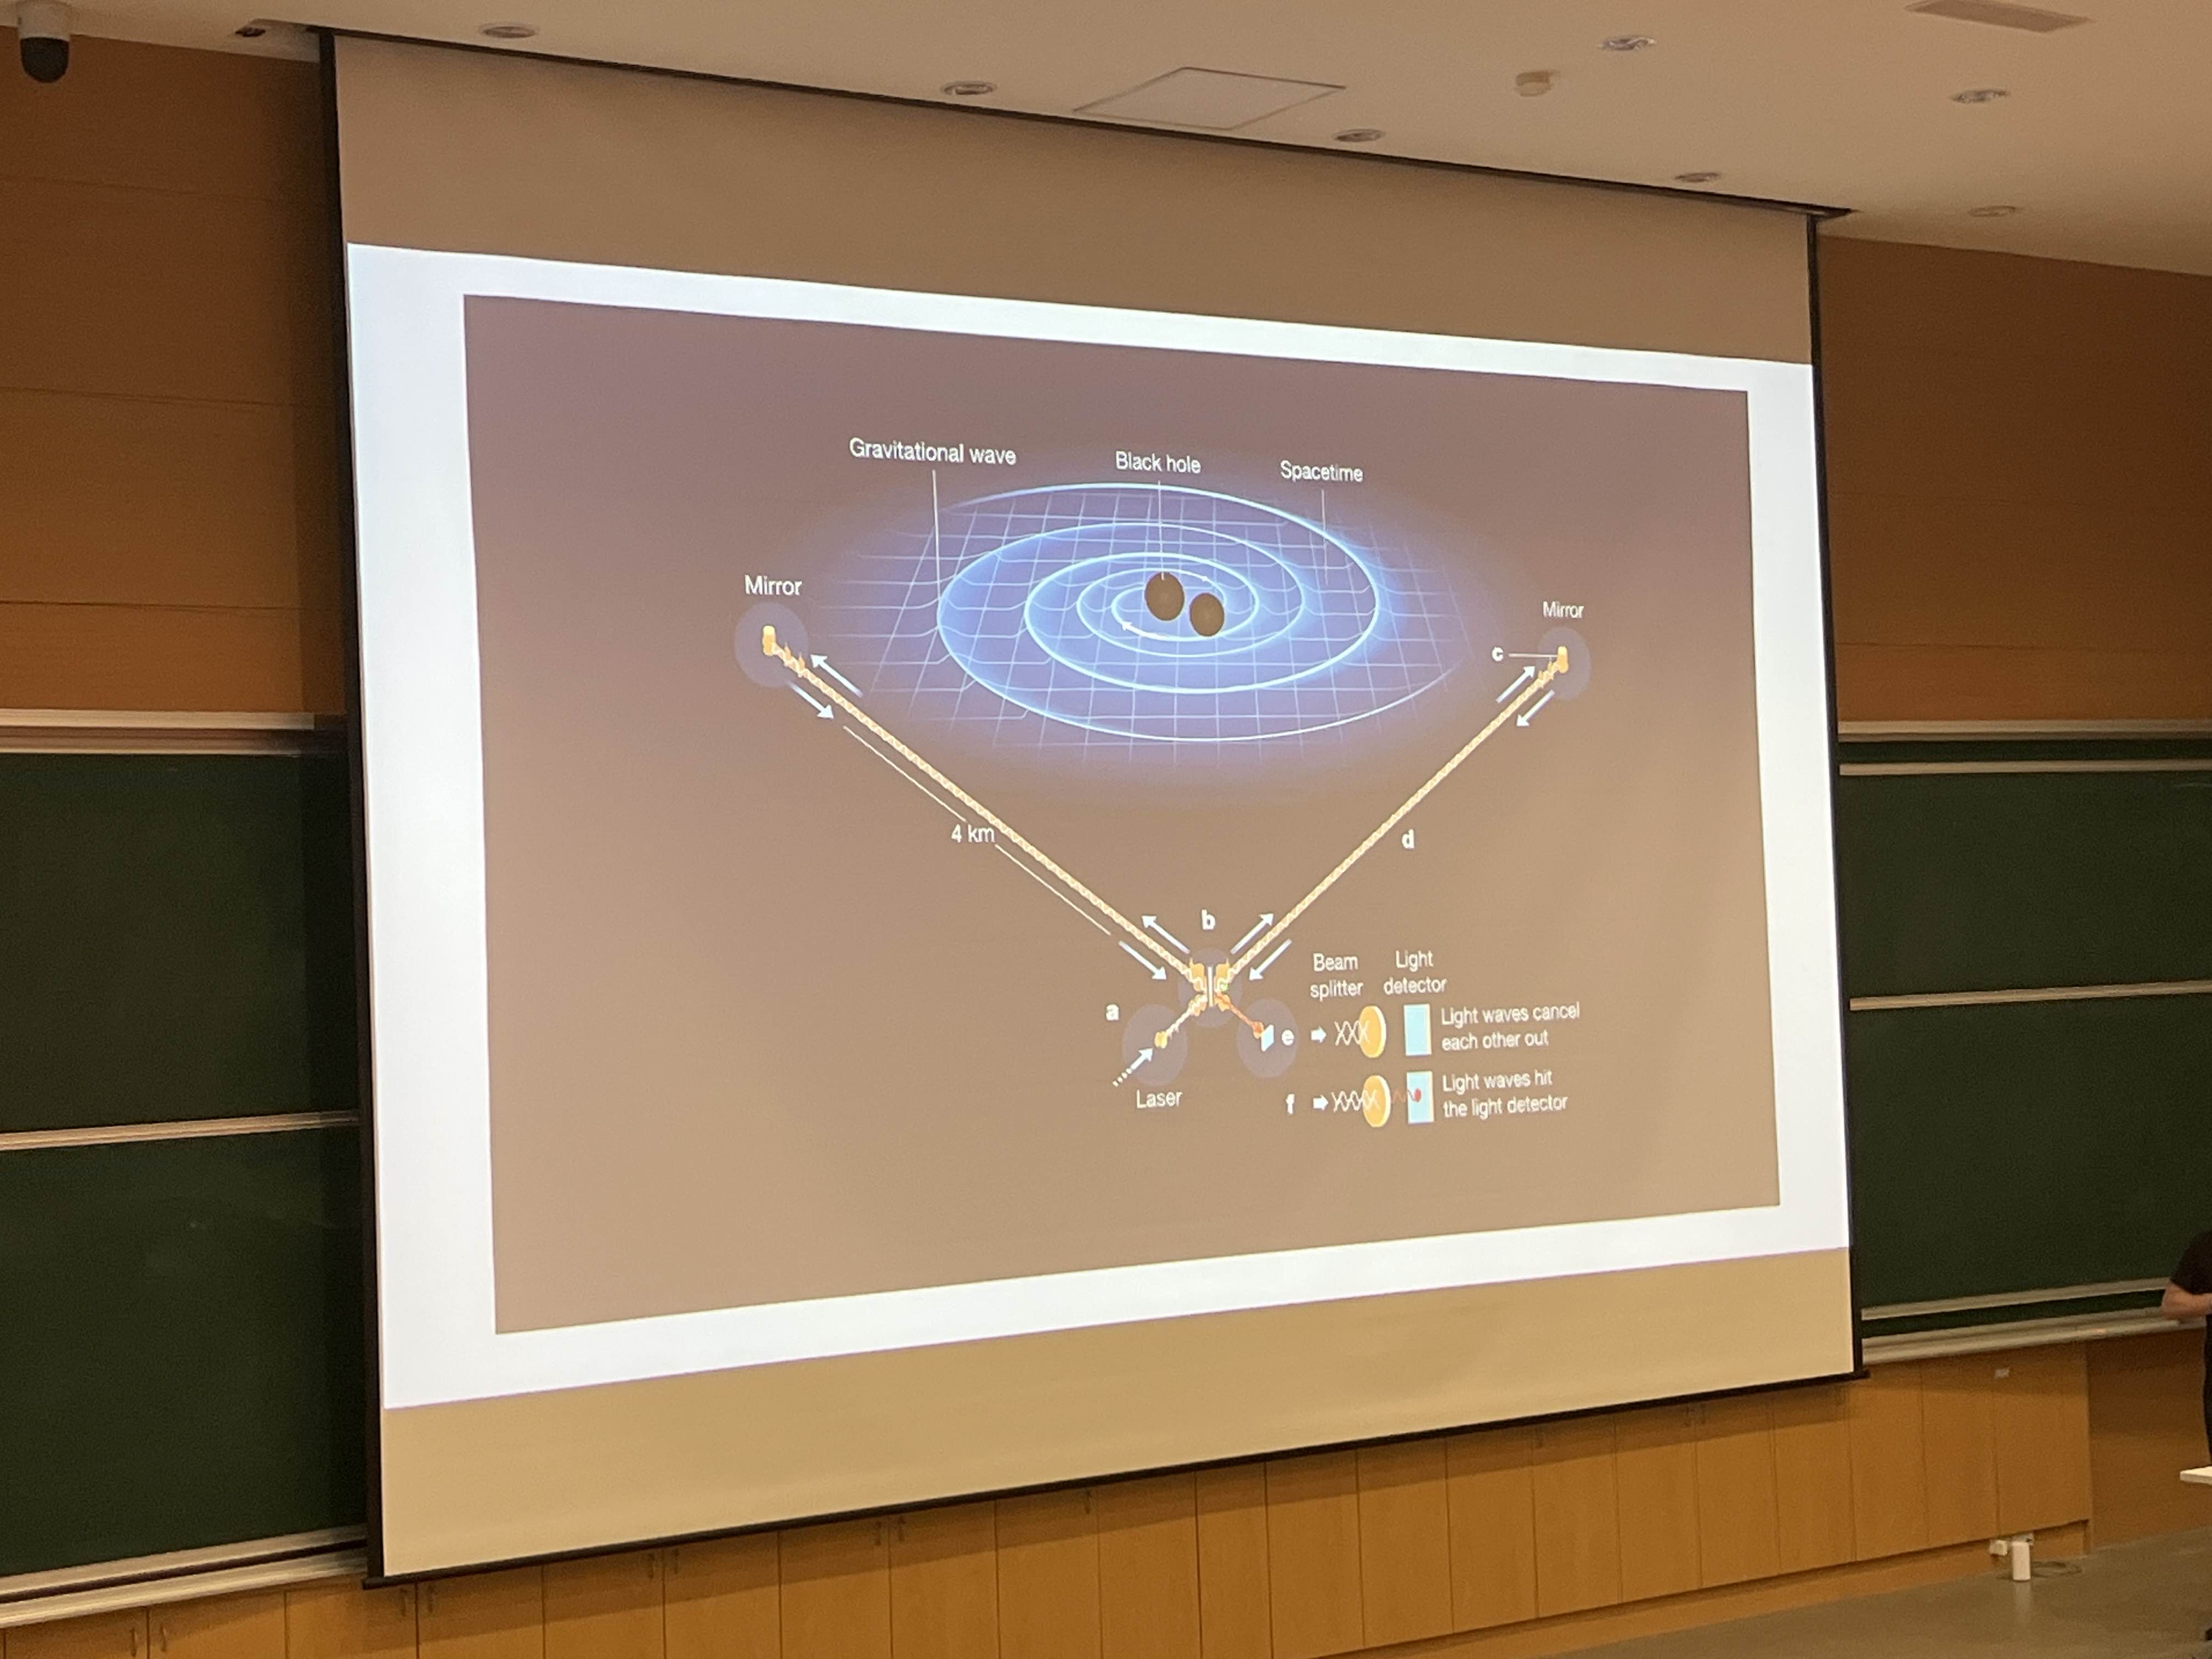 Gravitational wave
Black hole
Spacetime
Mirror
Mirror
c
4 km
d
b
Beam
splitter
Light
detector
a
e
Light waves cancel
each other out
Laser
f
Light waves hit
the light detector